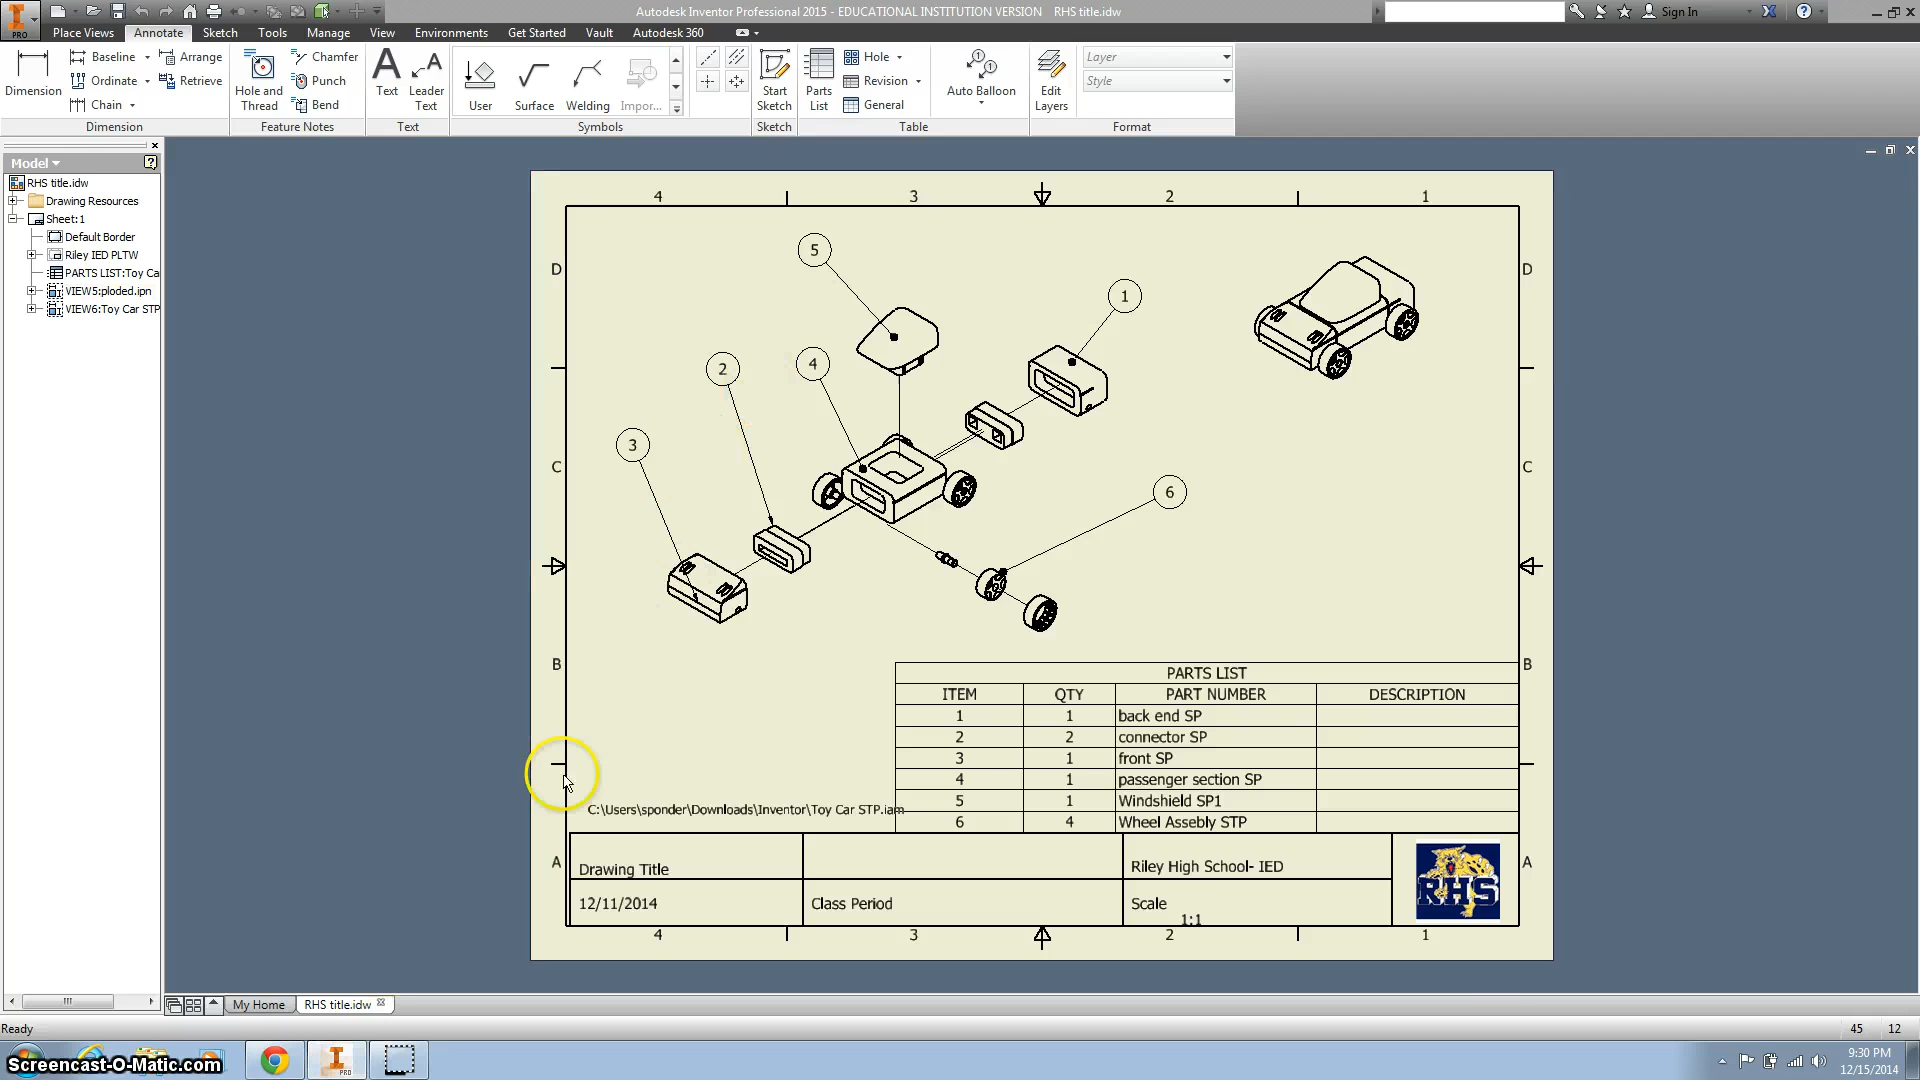 PRO
Autodesk Inventor Professional 2015 - EDUCATIONAL INSTITUTION VERSION RHS title.idw
Sign In
Place Views Annotate Sketch Tools Manage View Environments Get Started Vault Autodesk 360
Dimension
Baseline
Ordinate
Chain
Arrange
Retrieve
Dimension
Hole and Thread
Chamfer
Punch
Bend
Feature Notes
Text
Leader Text
Text
User
Surface
Welding
Impor...
Symbols
Start Sketch
Sketch
Parts List
Hole
Revision
General
Table
Auto Balloon
Edit Layers
Layer
Style
Format
Model
RHS title.idw
Drawing Resources
Sheet:1
Default Border
Riley IED PLTW
PARTS LIST:Toy Ca
VIEW5:ploded.ipn
VIEW6:Toy Car STP
4 3 2 1
D D
C C
B B
A A
5
1
2
4
3
6
PARTS LIST
ITEM QTY PART NUMBER DESCRIPTION
1 1 back end SP
2 2 connector SP
3 1 front SP
4 1 passenger section SP
5 1 Windshield SP1
6 4 Wheel Assebly STP
C:\Users\sponder\Downloads\Inventor\Toy Car STP.iam
Drawing Title
12/11/2014
Class Period
Riley High School- IED
Scale
1:1
RHS
4 3 2 1
My Home
RHS title.idw
Ready
45 12
Screencast-O-Matic.com
PRO
9:30 PM
12/15/2014